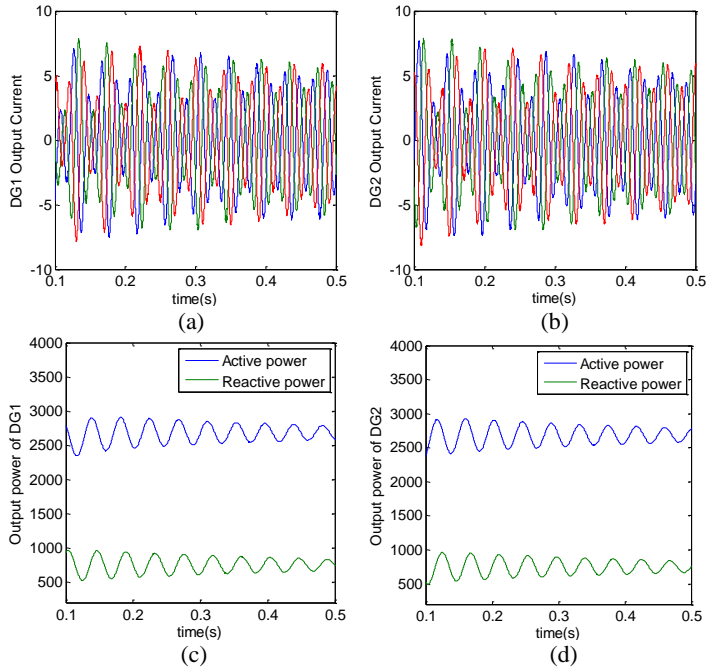 10
5
0
-5
-10
DG1 Output Current
0.1 0.2 0.3 0.4 0.5
time(s)
(a)
10
5
0
-5
-10
DG2 Output Current
0.1 0.2 0.3 0.4 0.5
time(s)
(b)
4000
3500
3000
2500
2000
1500
1000
500
Output power of DG1
Active power
Reactive power
0.1 0.2 0.3 0.4 0.5
time(s)
(c)
4000
3500
3000
2500
2000
1500
1000
500
Output power of DG2
Active power
Reactive power
0.1 0.2 0.3 0.4 0.5
time(s)
(d)